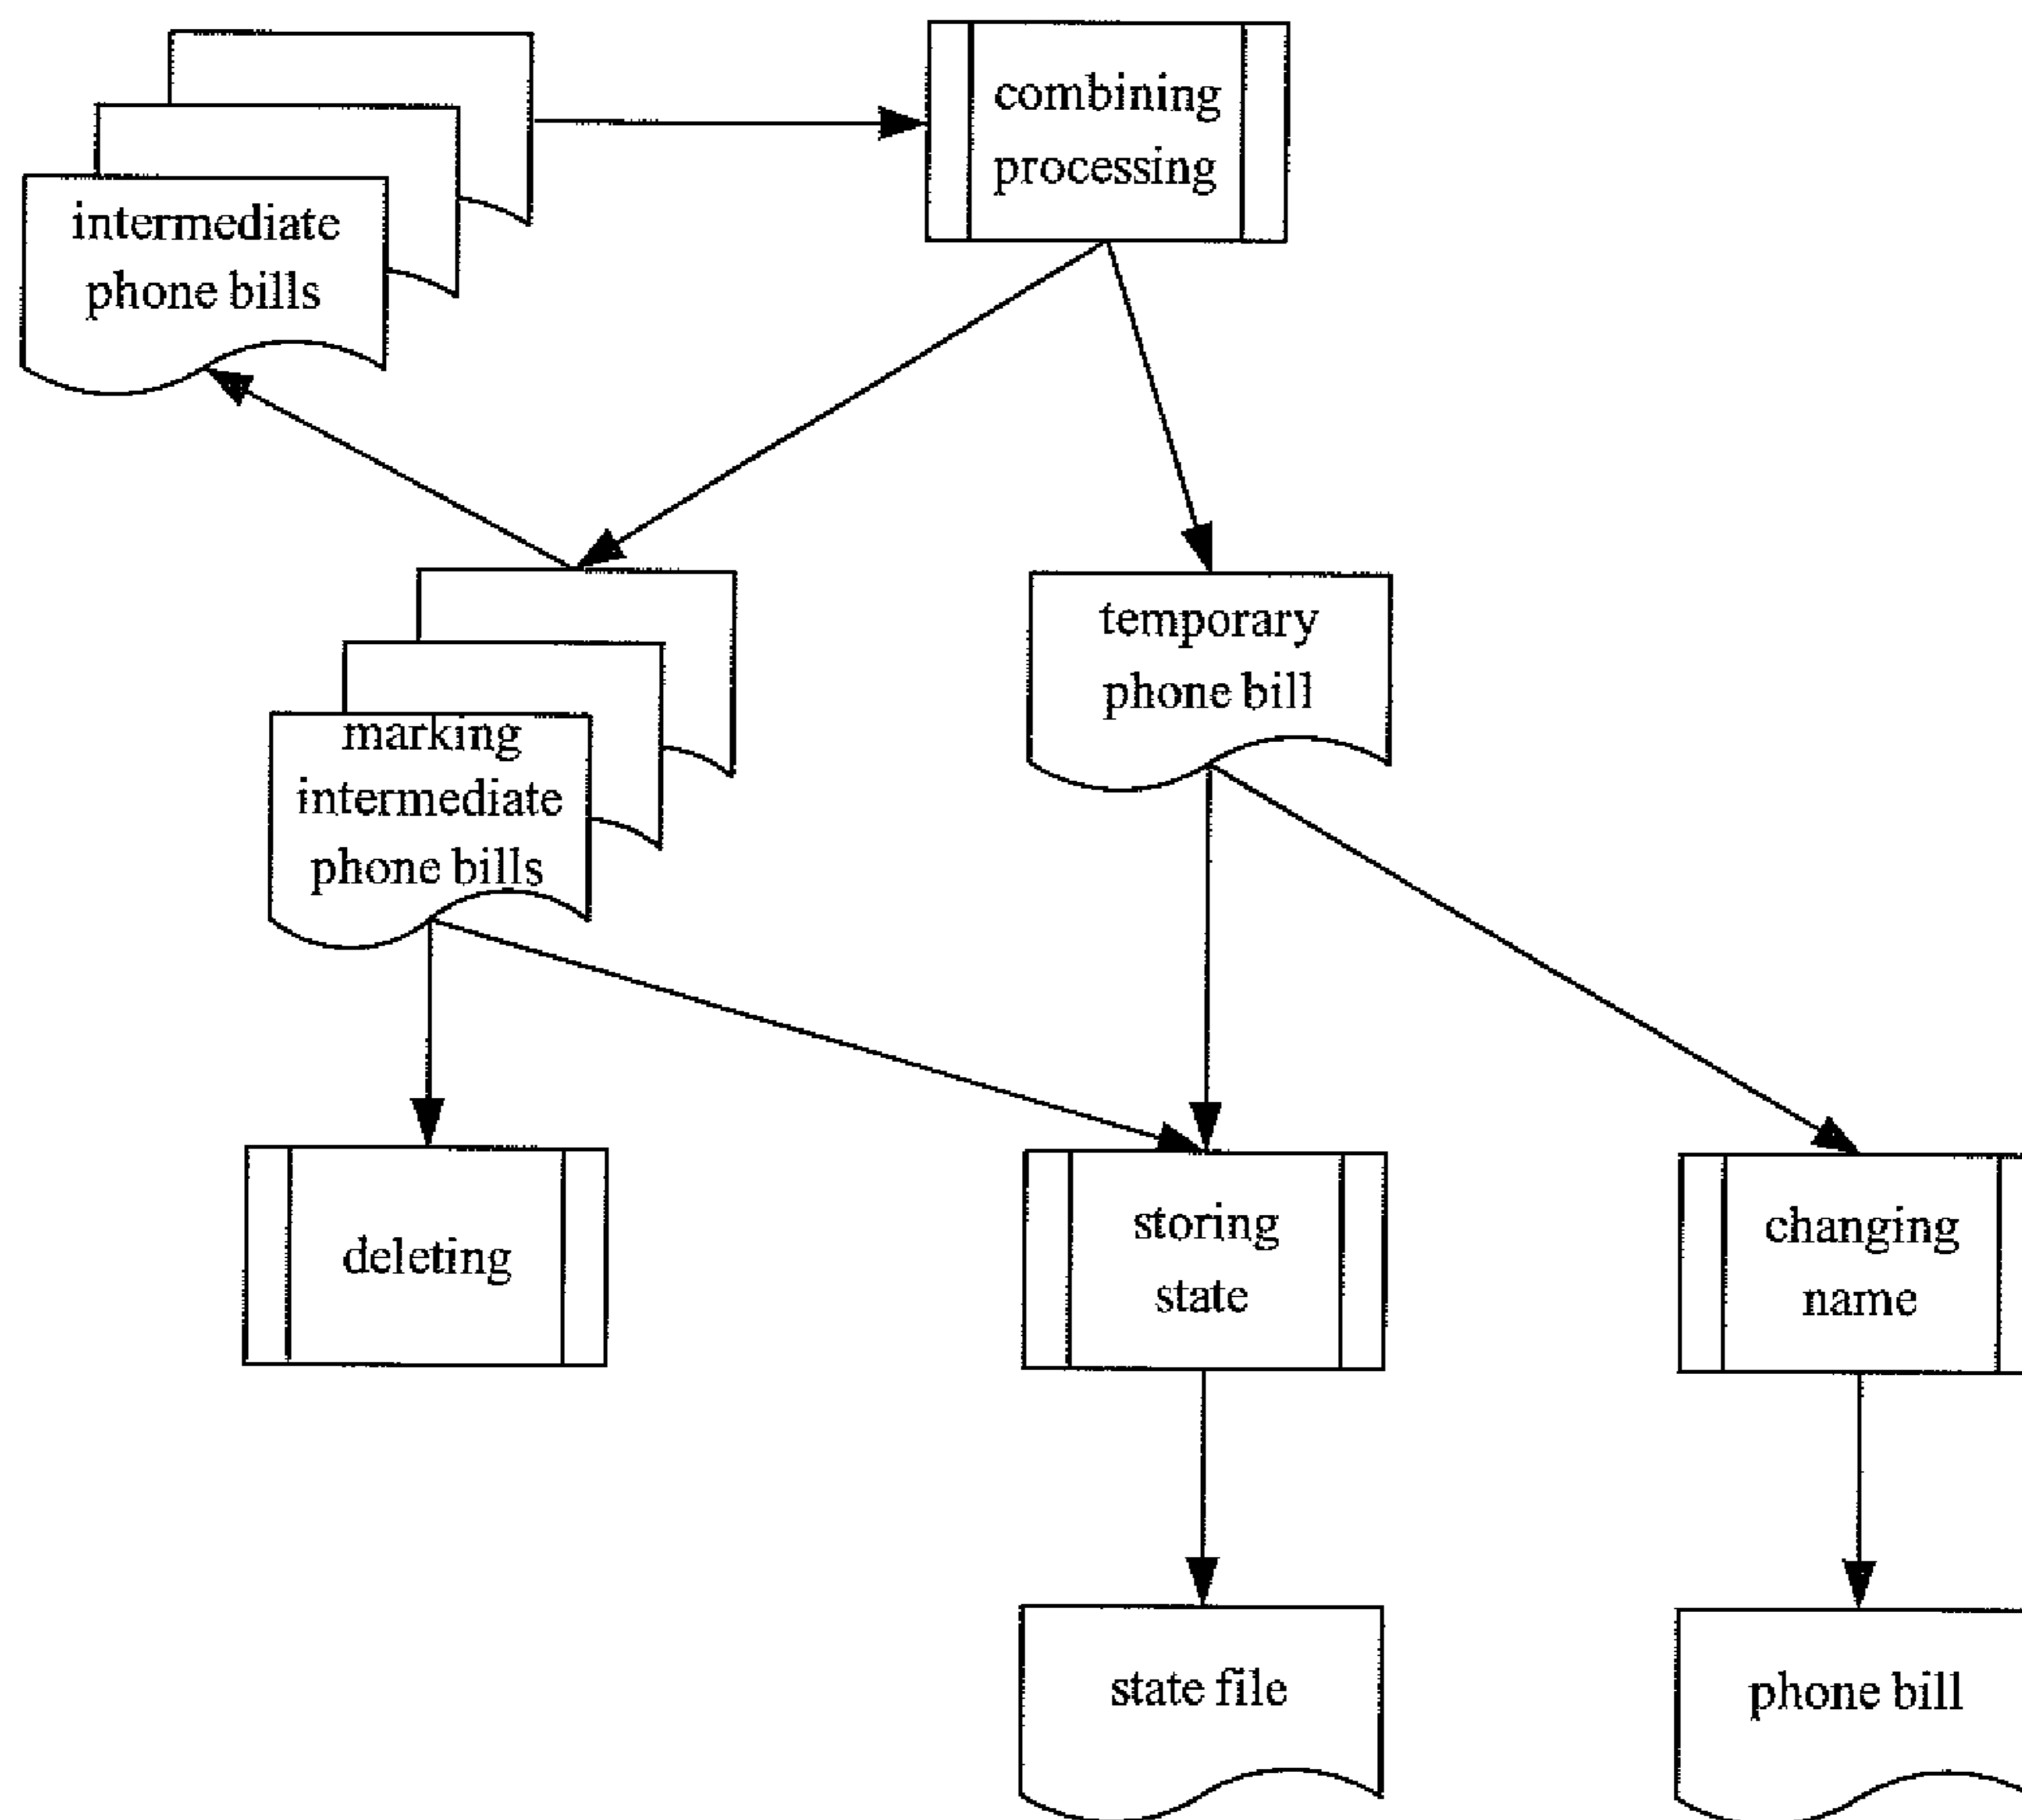 combining
processing
intermediate
phone bills
temporary
phone bill
marking
intermediate
phone bills
deleting
storing
state
changing
name
state file
phone bill